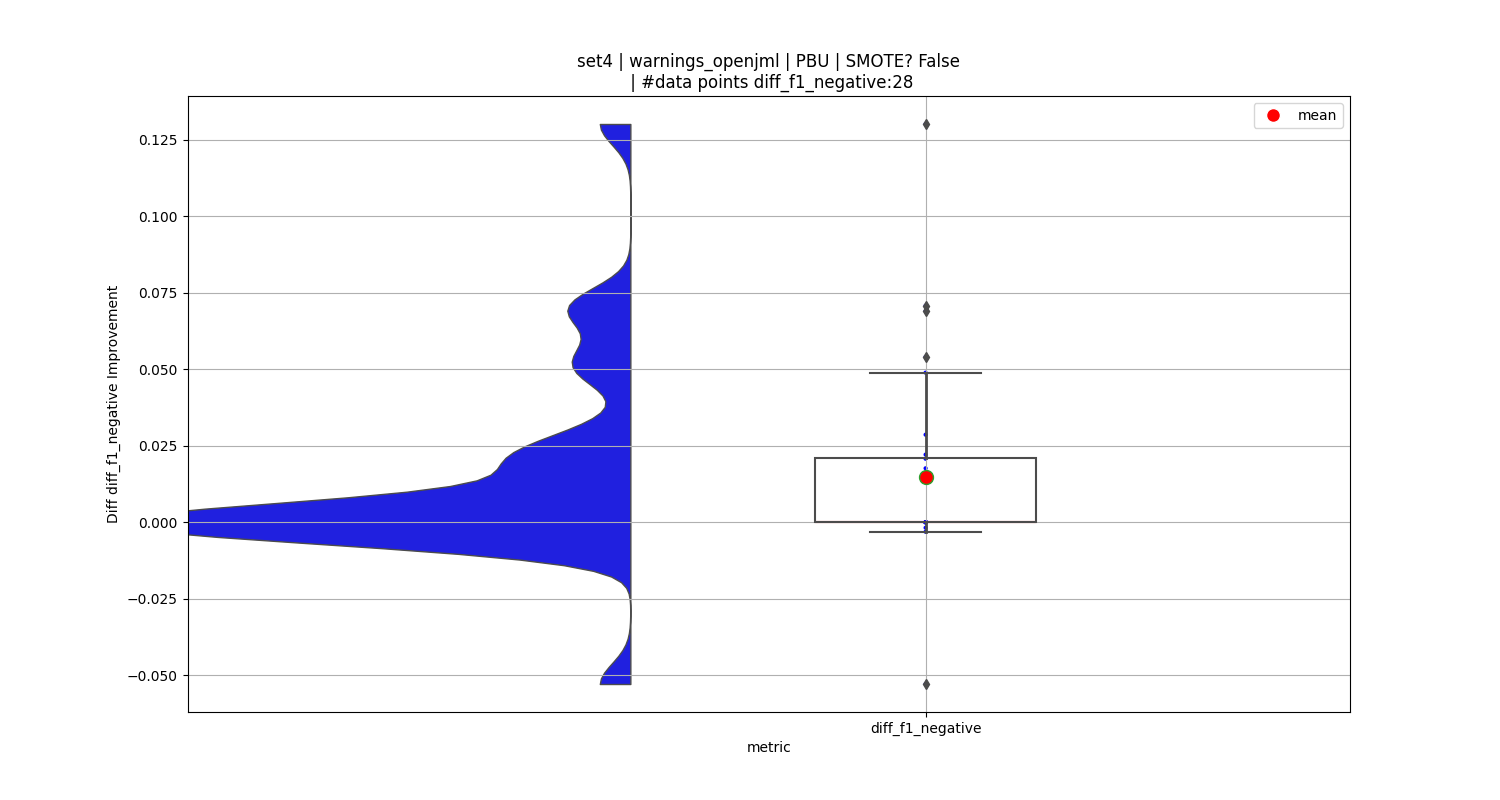 set4 | warnings_openjml | PBU | SMOTE? False
| #data points diff_f1_negative:28
mean
0.125
0.100
0.075
0.050
0.025
0.000
−0.025
−0.050
Diff diff_f1_negative Improvement
diff_f1_negative
metric